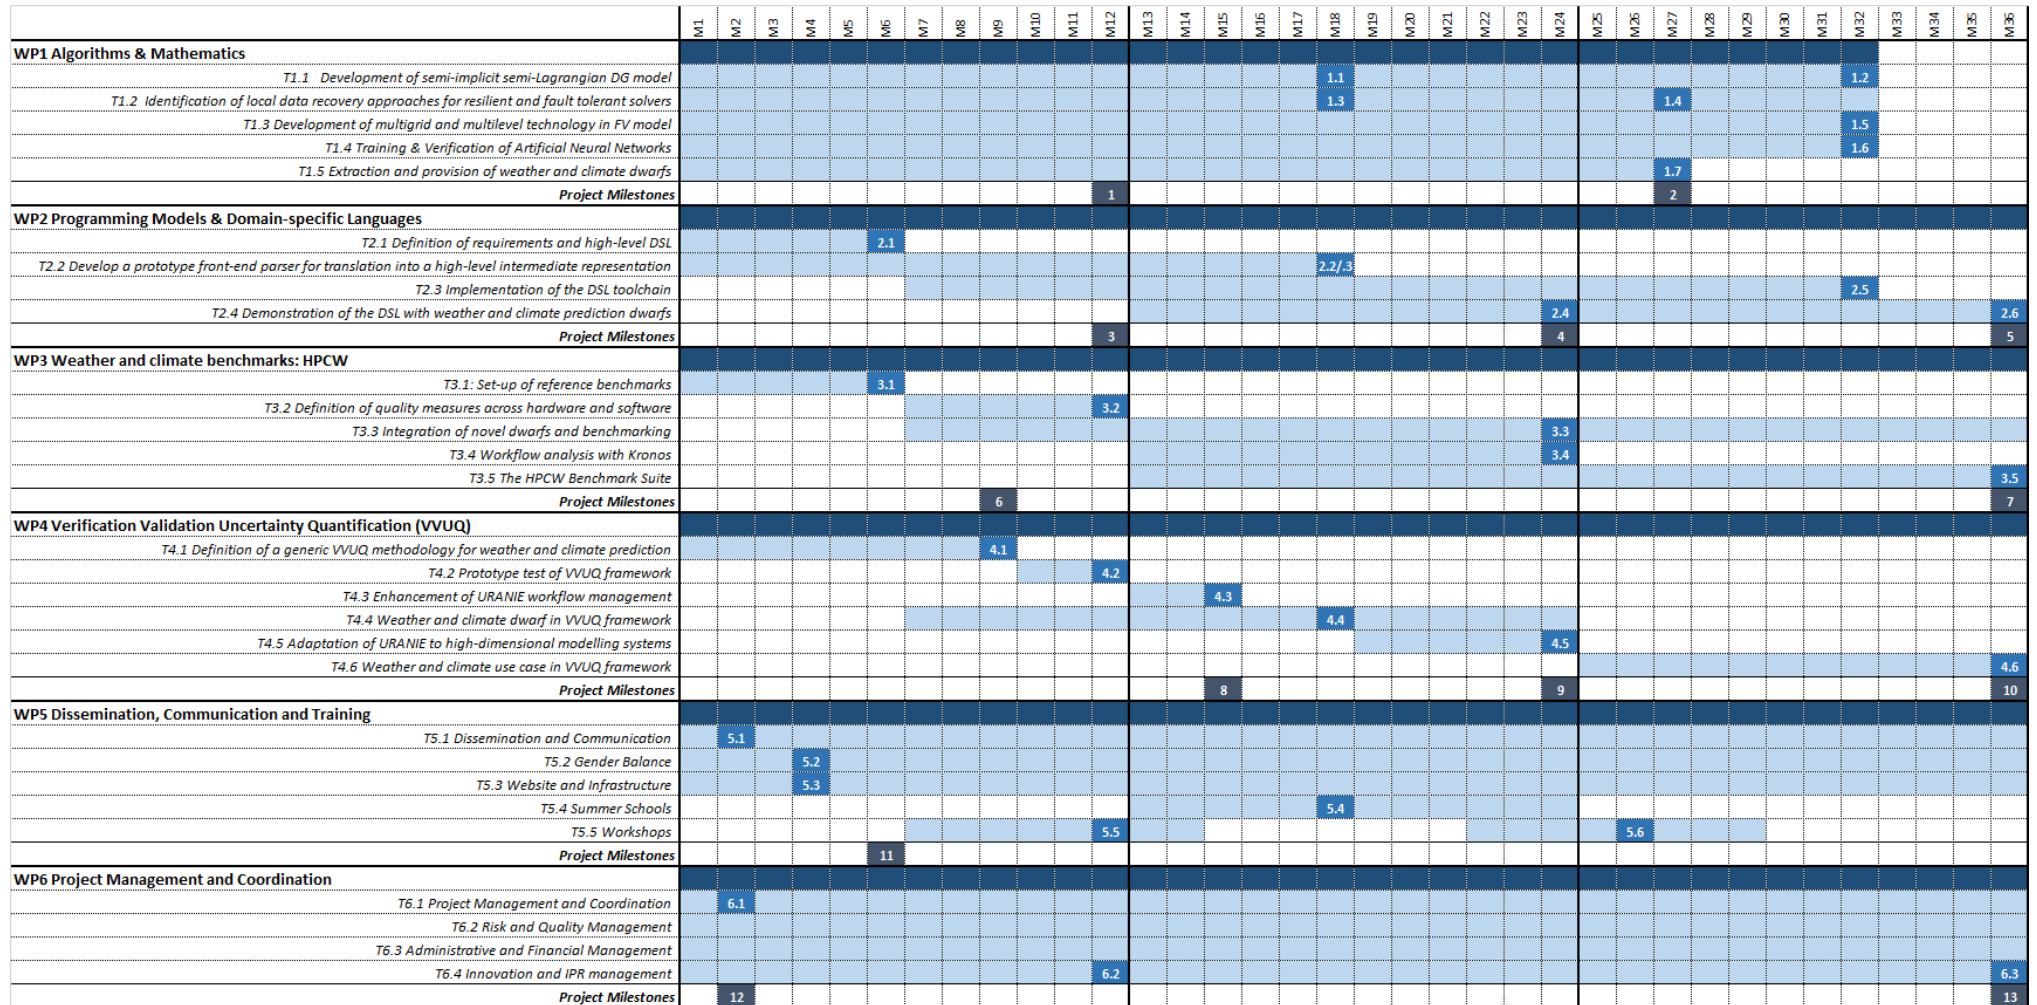 M1 M2 M3 M4 M5 M6 M7 M8 M9 M10 M11 M12 M13 M14 M15 M16 M17 M18 M19 M20 M21 M22 M23 M24 M25 M26 M27 M28 M29 M30 M31 M32 M33 M34 M35 M36
WP1 Algorithms & Mathematics
T1.1 Development of semi-implicit semi-Lagrangian DG model 1.1 1.2
T1.2 Identification of local data recovery approaches for resilient and fault tolerant solvers 1.3 1.4
T1.3 Development of multigrid and multilevel technology in FV model 1.5
T1.4 Training & Verification of Artificial Neural Networks 1.6
T1.5 Extraction and provision of weather and climate dwarfs 1.7
Project Milestones 1 2
WP2 Programming Models & Domain-specific Languages
T2.1 Definition of requirements and high-level DSL 2.1
T2.2 Develop a prototype front-end parser for translation into a high-level intermediate representation 2.2/.3
T2.3 Implementation of the DSL toolchain 2.5
T2.4 Demonstration of the DSL with weather and climate prediction dwarfs 2.4 2.6
Project Milestones 3 4 5
WP3 Weather and climate benchmarks: HPCW
T3.1: Set-up of reference benchmarks 3.1
T3.2 Definition of quality measures across hardware and software 3.2
T3.3 Integration of novel dwarfs and benchmarking 3.3
T3.4 Workflow analysis with Kronos 3.4
T3.5 The HPCW Benchmark Suite 3.5
Project Milestones 6 7
WP4 Verification Validation Uncertainty Quantification (VVUQ)
T4.1 Definition of a generic VVUQ methodology for weather and climate prediction 4.1
T4.2 Prototype test of VVUQ framework 4.2
T4.3 Enhancement of URANIE workflow management 4.3
T4.4 Weather and climate dwarf in VVUQ framework 4.4
T4.5 Adaptation of URANIE to high-dimensional modelling systems 4.5
T4.6 Weather and climate use case in VVUQ framework 4.6
Project Milestones 8 9 10
WP5 Dissemination, Communication and Training
T5.1 Dissemination and Communication 5.1
T5.2 Gender Balance 5.2
T5.3 Website and Infrastructure 5.3
T5.4 Summer Schools 5.4
T5.5 Workshops 5.5 5.6
Project Milestones 11
WP6 Project Management and Coordination
T6.1 Project Management and Coordination 6.1
T6.2 Risk and Quality Management
T6.3 Administrative and Financial Management
T6.4 Innovation and IPR management 6.2 6.3
Project Milestones 12 13